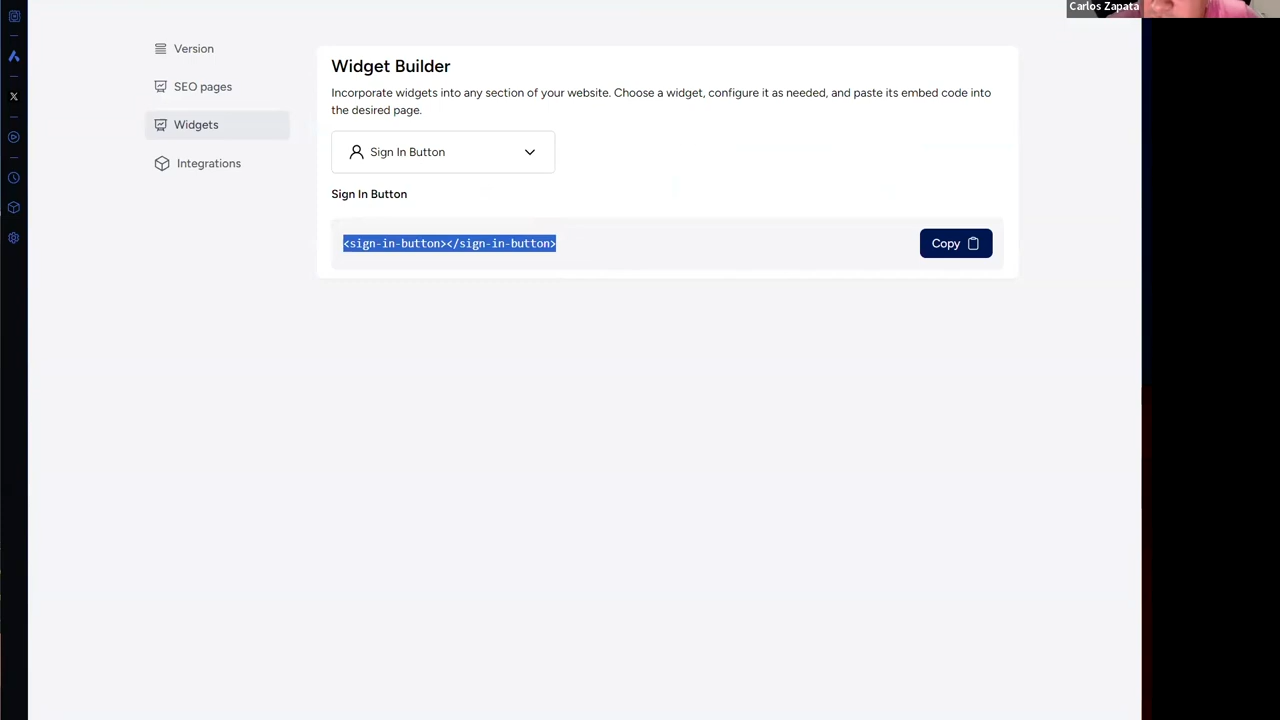 Carlos Zapata
Version
SEO pages
Widgets
Integrations
Widget Builder
Incorporate widgets into any section of your website. Choose a widget, configure it as needed, and paste its embed code into
the desired page.
Sign In Button
Sign In Button
<sign-in-button></sign-in-button>
Copy